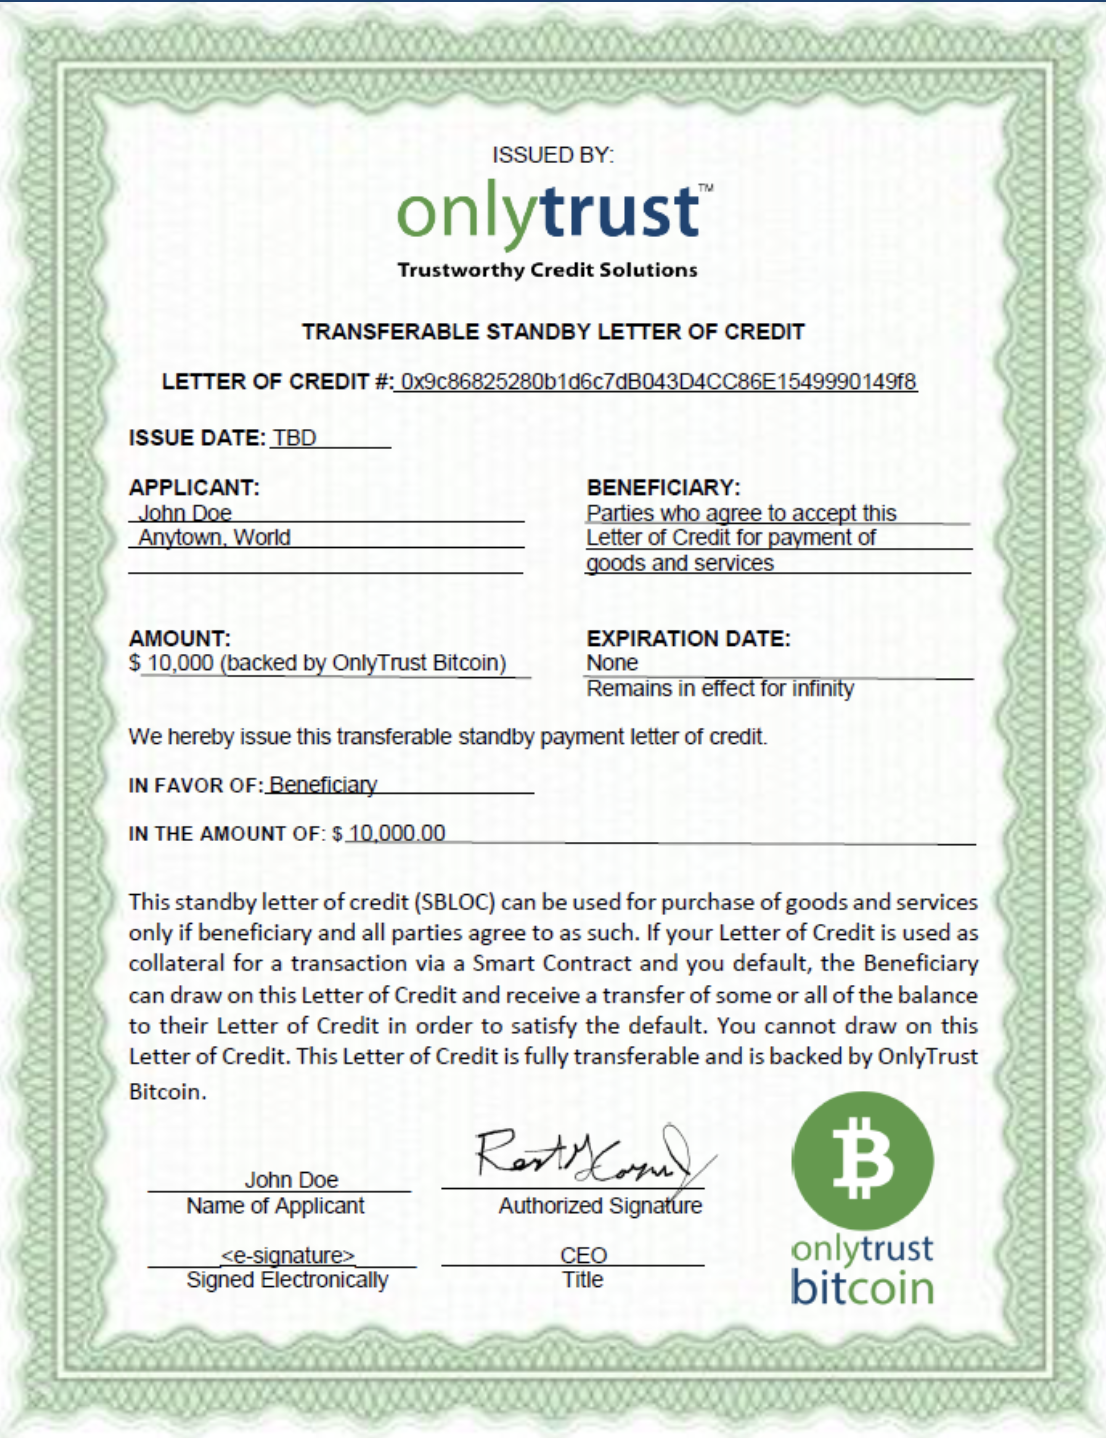 ISSUED BY:
onlytrust™
Trustworthy Credit Solutions
TRANSFERABLE STANDBY LETTER OF CREDIT
LETTER OF CREDIT #: 0x9c86825280b1d6c7dB043D4CC86E1549990149f8
ISSUE DATE: TBD
APPLICANT:
John Doe
Anytown, World
BENEFICIARY:
Parties who agree to accept this
Letter of Credit for payment of
goods and services
AMOUNT:
$ 10,000 (backed by OnlyTrust Bitcoin)
EXPIRATION DATE:
None
Remains in effect for infinity
We hereby issue this transferable standby payment letter of credit.
IN FAVOR OF: Beneficiary
IN THE AMOUNT OF: $ 10,000.00
This standby letter of credit (SBLOC) can be used for purchase of goods and services
only if beneficiary and all parties agree to as such. If your Letter of Credit is used as
collateral for a transaction via a Smart Contract and you default, the Beneficiary
can draw on this Letter of Credit and receive a transfer of some or all of the balance
to their Letter of Credit in order to satisfy the default. You cannot draw on this
Letter of Credit. This Letter of Credit is fully transferable and is backed by OnlyTrust
Bitcoin.
John Doe
Name of Applicant
<e-signature>
Signed Electronically
Authorized Signature
CEO
Title
onlytrust
bitcoin